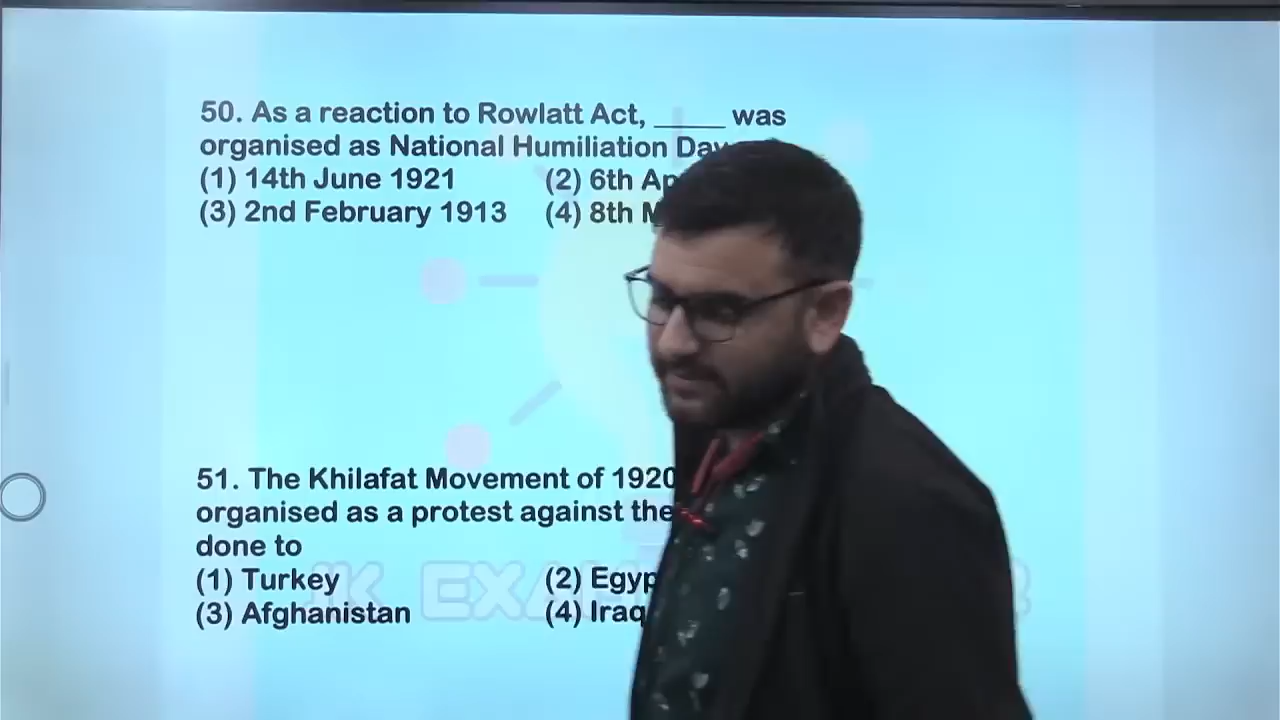 50. As a reaction to Rowlatt Act, _____ was
organised as National Humiliation Day
(1) 14th June 1921 (2) 6th
(3) 2nd February 1913 (4) 8th
51. The Khilafat Movement of 1920
organised as a protest against the
done to
(1) Turkey (2)
(3) Afghanistan (4) Iraq